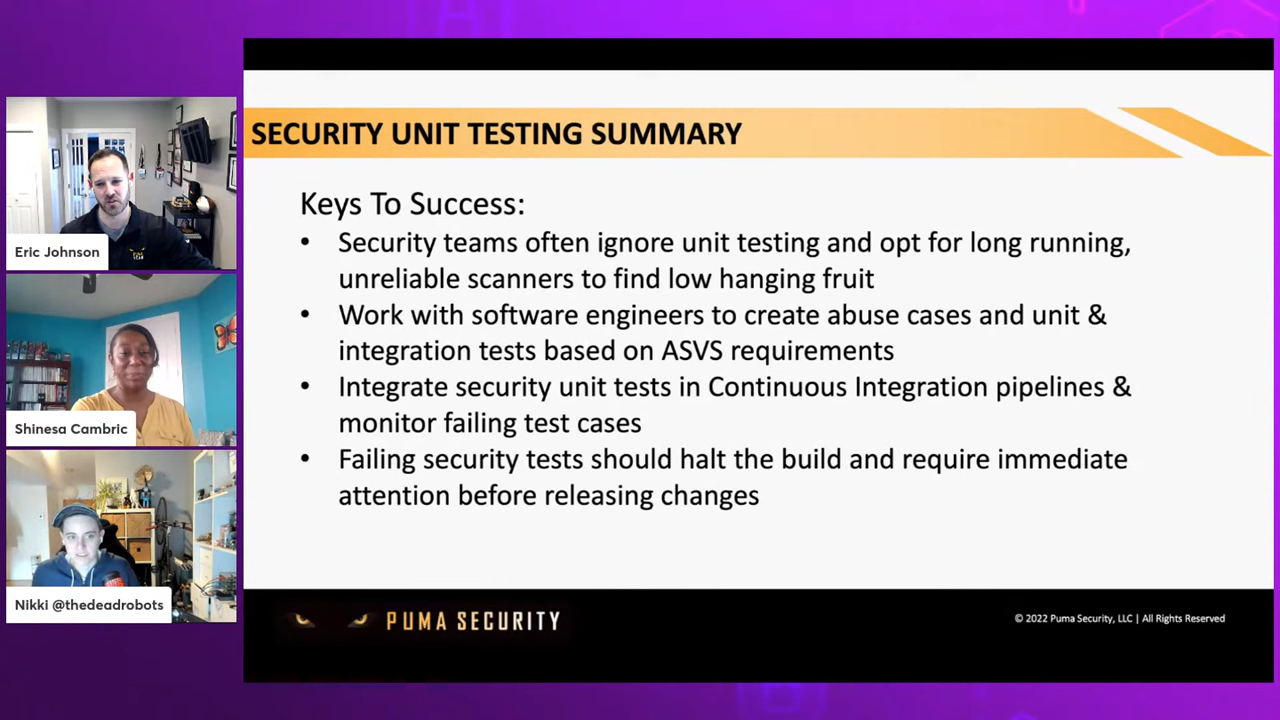 SECURITY UNIT TESTING SUMMARY
Keys To Success:
• Security teams often ignore unit testing and opt for long running,
unreliable scanners to find low hanging fruit
• Work with software engineers to create abuse cases and unit &
integration tests based on ASVS requirements
• Integrate security unit tests in Continuous Integration pipelines &
monitor failing test cases
• Failing security tests should halt the build and require immediate
attention before releasing changes
PUMA SECURITY
© 2022 Puma Security, LLC | All Rights Reserved
Eric Johnson
Shinesa Cambric
Nikki @thedeadrobots